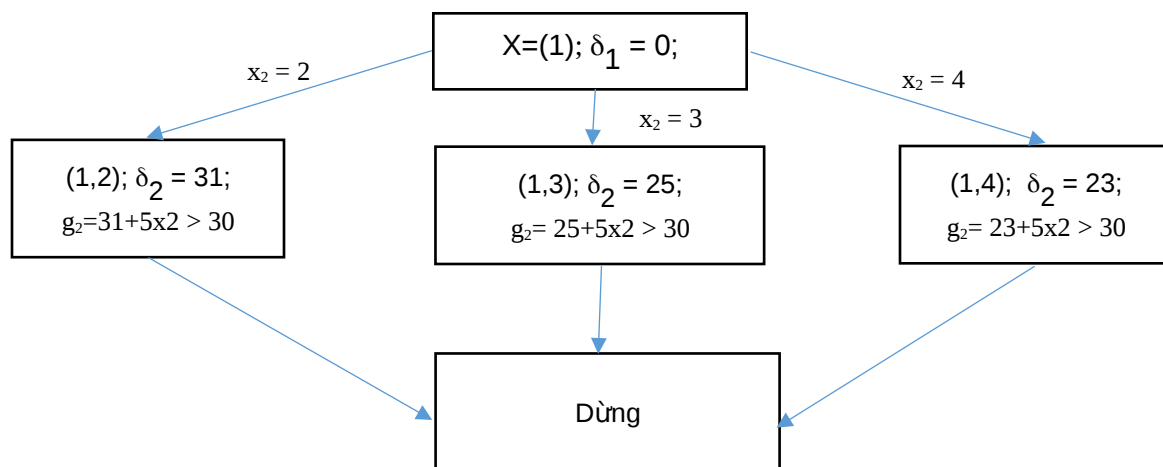 X=(1); δ₁ = 0;
x₂ = 2
x₂ = 4
x₂ = 3
(1,2); δ₂ = 31;
g₂=31+5x2 > 30
(1,3); δ₂ = 25;
g₂= 25+5x2 > 30
(1,4); δ₂ = 23;
g₂= 23+5x2 > 30
Dừng